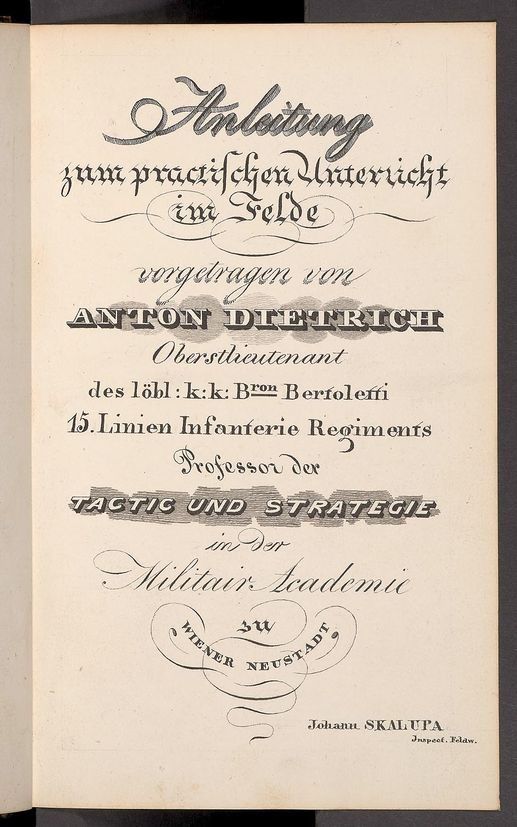 Anleitung
zum practischen Unterricht
im Felde
vorgetragen von
ANTON DIETRICH
Oberstlieutenant
des löbl: k: k: Bron Bertoletti
15. Linien Infanterie Regiments
Professor der
TACTIC UND STRATEGIE
in der
Militair Academie
zu
WIENER NEUSTADT
Johann SKALUPA
Inspect. Feldw.